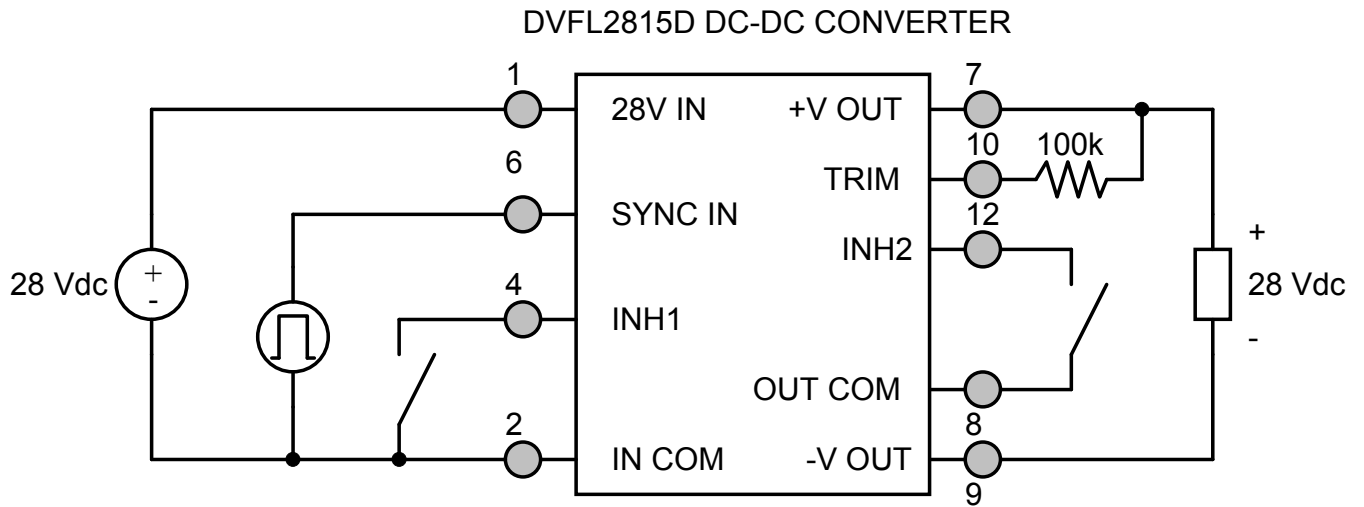 DVFL2815D DC-DC CONVERTER
1
7
28V IN
+V OUT
6
10
100k
TRIM
SYNC IN
12
INH2
+
28 Vdc
+
-
28 Vdc
4
INH1
-
OUT COM
2
8
IN COM
-V OUT
9